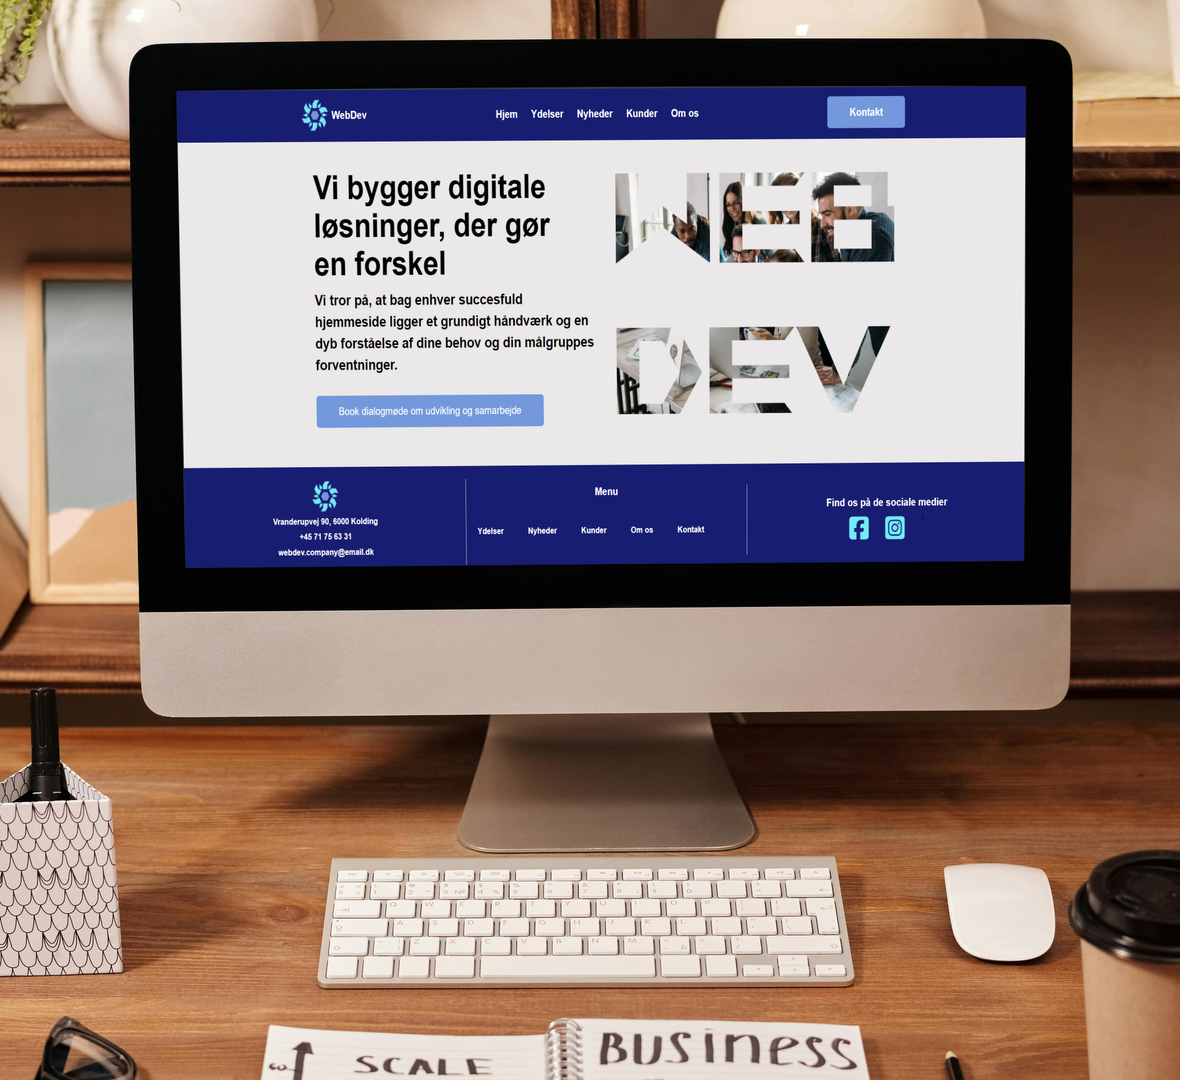 WebDev
Hjem Ydelser Nyheder Kunder Om os
Kontakt
Vi bygger digitale
løsninger, der gør
en forskel
Vi tror på, at bag enhver succesfuld
hjemmeside ligger et grundigt håndværk og en
dyb forståelse af dine behov og din målgruppes
forventninger.
Book dialogmøde om udvikling og samarbejde
WEB
DEV
Vranderupvej 90, 6000 Kolding
+45 71 75 63 31
webdev.company@email.dk
Menu
Ydelser Nyheder Kunder Om os Kontakt
Find os på de sociale medier
Q W E R T Y U I O P
A S D F G H J K L
Z X C V B N M
SCALE
BUSINESS